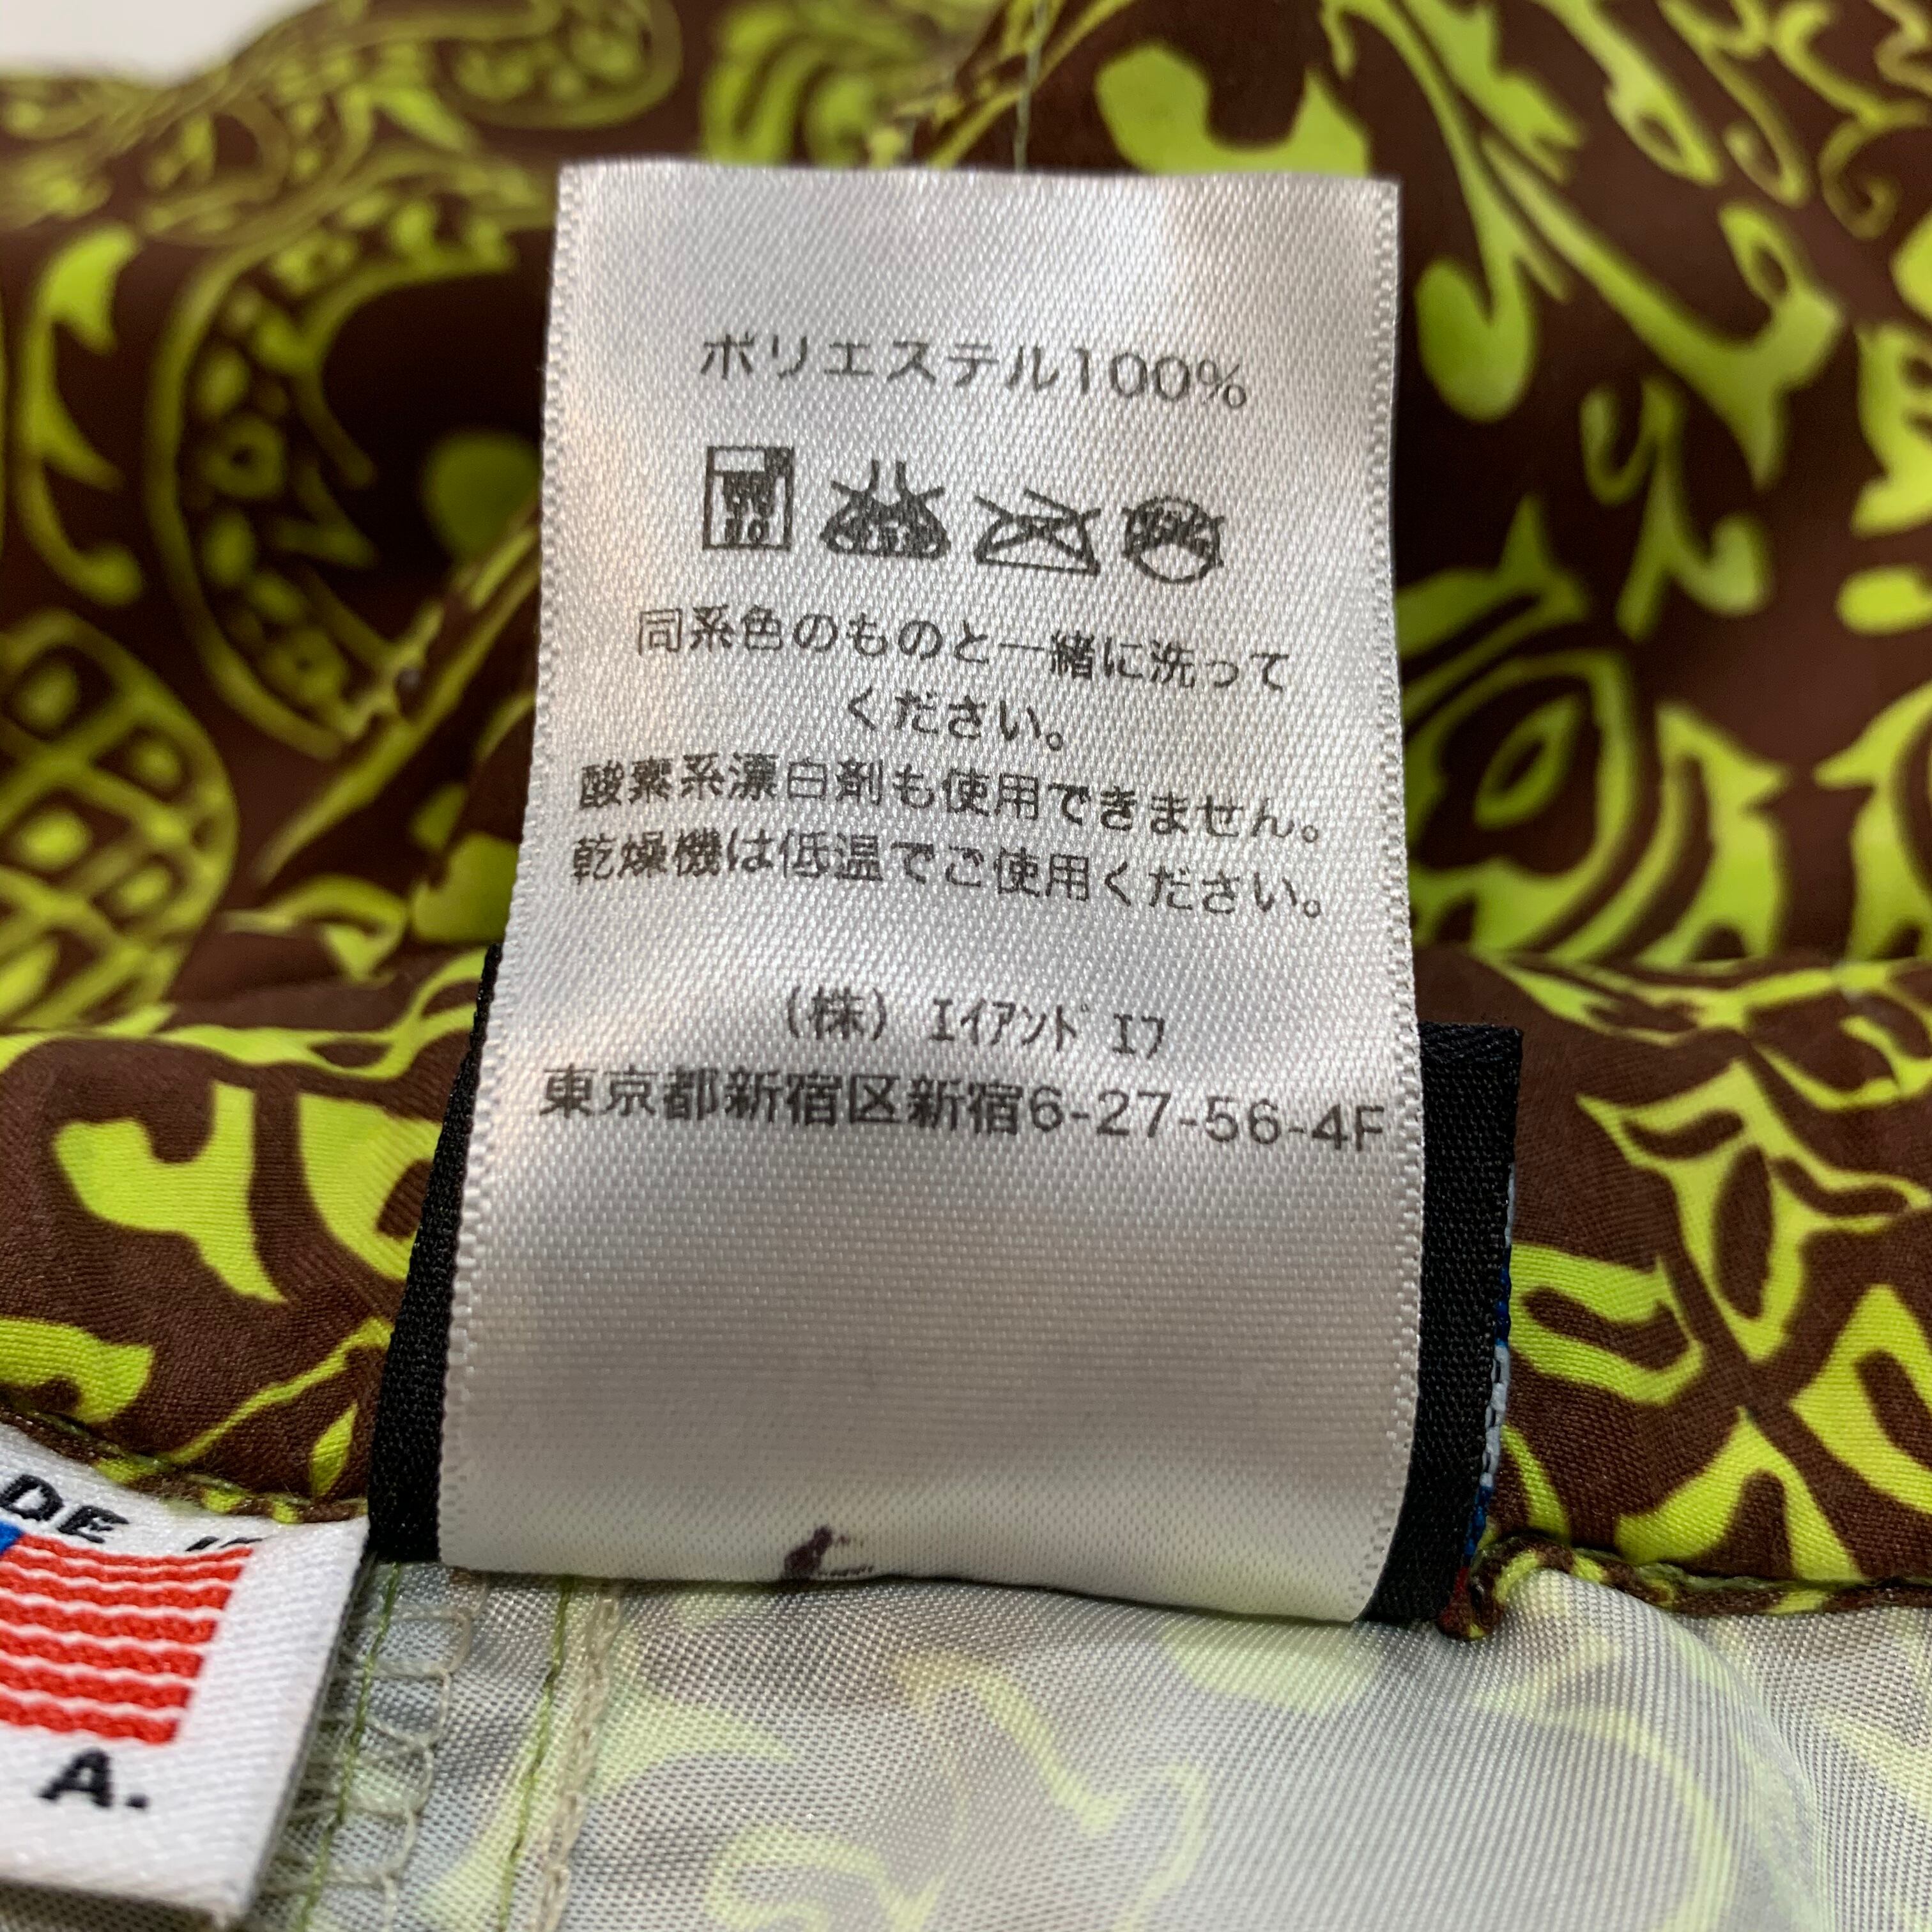 ポリエステル100%
30
同系色のものと一緒に洗って
ください。
酸素系漂白剤も使用できません。
乾燥機は低温でご使用ください。
（株）ｴｲｱﾝﾄﾞｴﾌ
東京都新宿区新宿6-27-56-4F
DE
A.